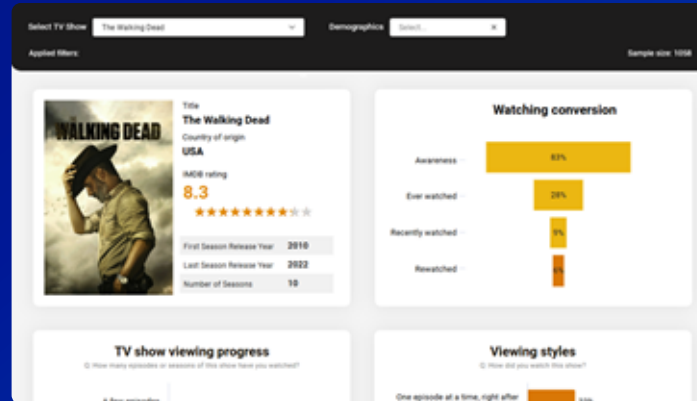 Select TV Show
The Walking Dead
Demographics
Select...
Applied filters:
Sample size: 1058
WALKING DEAD
Title
The Walking Dead
Country of origin
USA
IMDB rating
8.3
First Season Release Year 2010
Last Season Release Year 2022
Number of Seasons 10
Watching conversion
Awareness 83%
Ever watched 28%
Recently watched 9%
Rewatched 6%
TV show viewing progress
Q: How many episodes or seasons of this show have you watched?
A few episodes
Viewing styles
Q: How did you watch this show?
One episode at a time, right after